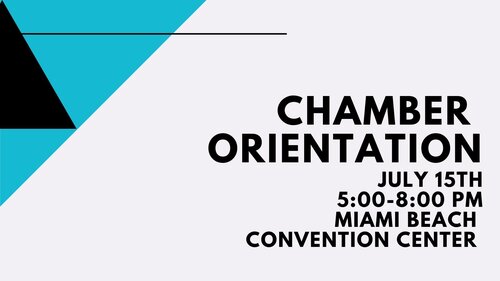 CHAMBER
ORIENTATION
JULY 15TH
5:00-8:00 PM
MIAMI BEACH
CONVENTION CENTER